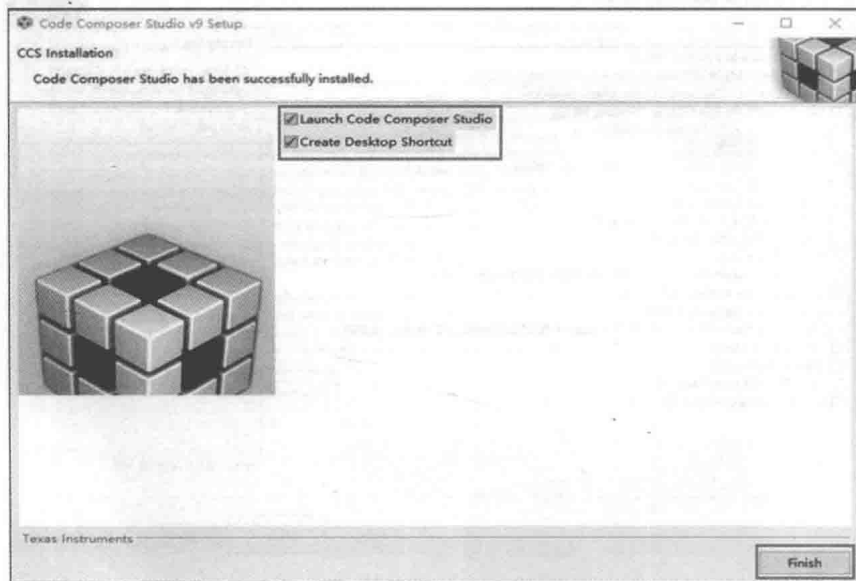 Code Composer Studio v9 Setup
CCS Installation
Code Composer Studio has been successfully installed.
Launch Code Composer Studio
Create Desktop Shortcut
Texas Instruments
Finish